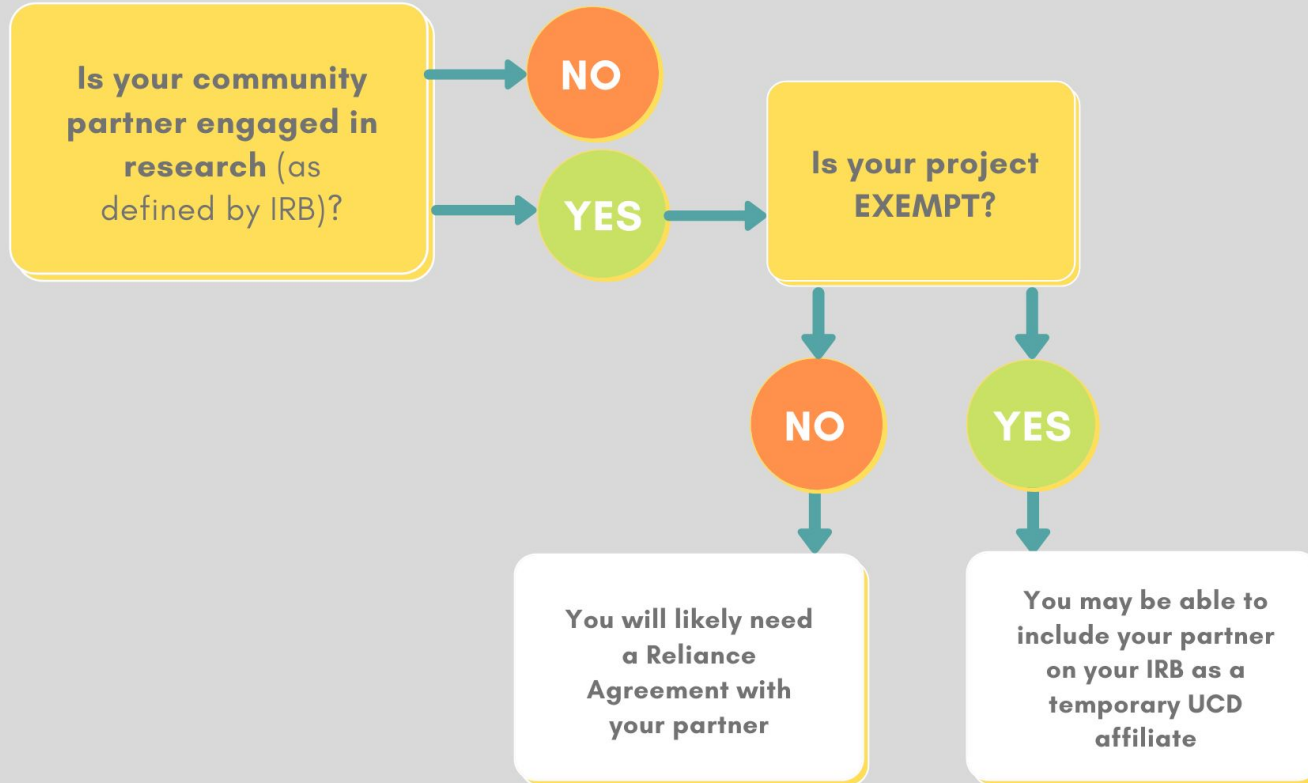 Is your community
partner engaged in
research (as
defined by IRB)?
NO
YES
Is your project
EXEMPT?
NO
YES
You will likely need
a Reliance
Agreement with
your partner
You may be able to
include your partner
on your IRB as a
temporary UCD
affiliate